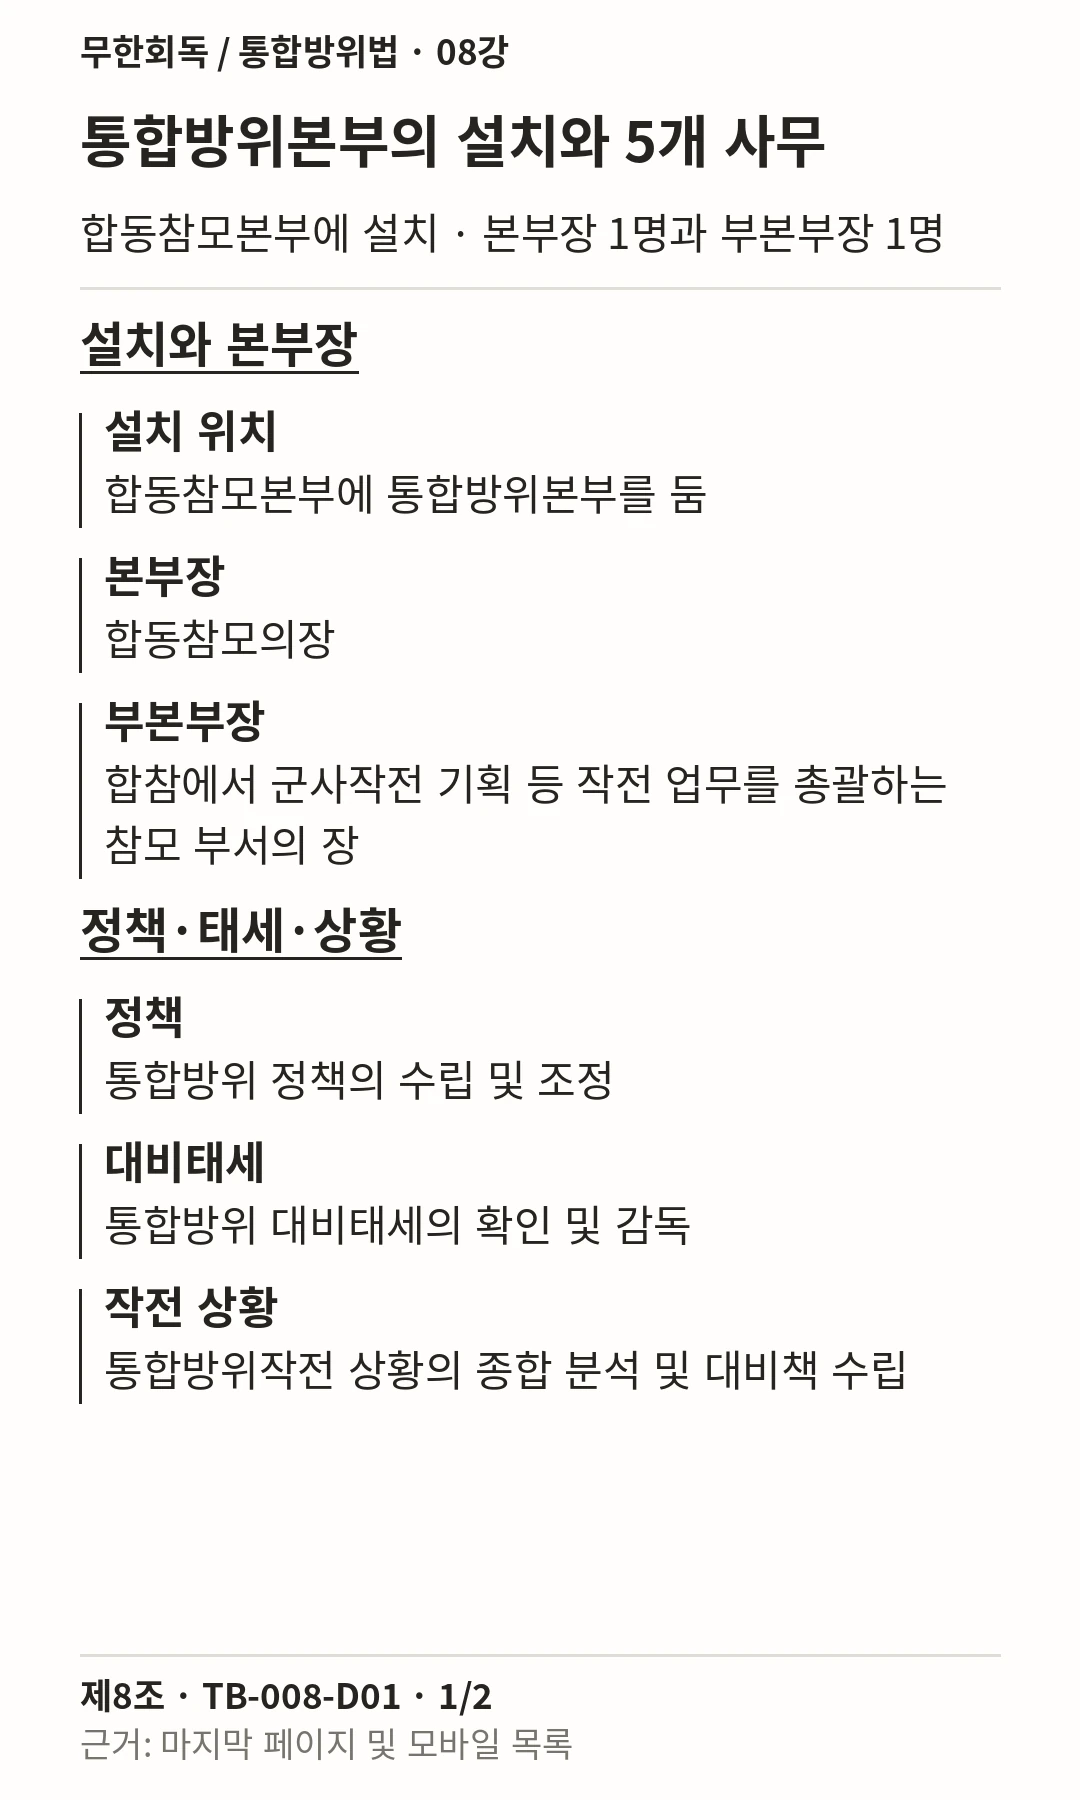 무한회독 / 통합방위법 · 08강
통합방위본부의 설치와 5개 사무
합동참모본부에 설치 · 본부장 1명과 부본부장 1명
설치와 본부장
설치 위치
합동참모본부에 통합방위본부를 둠
본부장
합동참모의장
부본부장
합참에서 군사작전 기획 등 작전 업무를 총괄하는
참모 부서의 장
정책·태세·상황
정책
통합방위 정책의 수립 및 조정
대비태세
통합방위 대비태세의 확인 및 감독
작전 상황
통합방위작전 상황의 종합 분석 및 대비책 수립
제8조 · TB-008-D01 · 1/2
근거: 마지막 페이지 및 모바일 목록